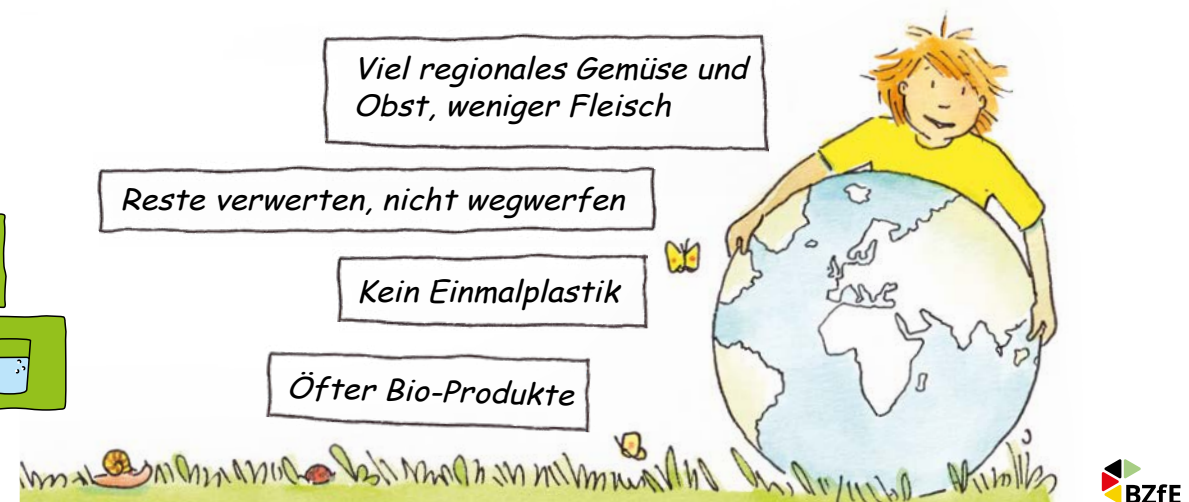 Viel regionales Gemüse und
Obst, weniger Fleisch
Reste verwerten, nicht wegwerfen
Kein Einmalplastik
Öfter Bio-Produkte
BZfE